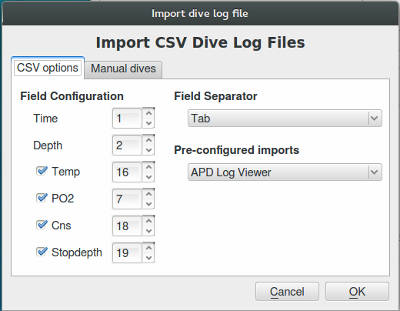 Import dive log file
Import CSV Dive Log Files
CSV options
Manual dives
Field Configuration
Time 1
Depth 2
Temp 16
PO2 7
Cns 18
Stopdepth 19
Field Separator
Tab
Pre-configured imports
APD Log Viewer
Cancel
OK